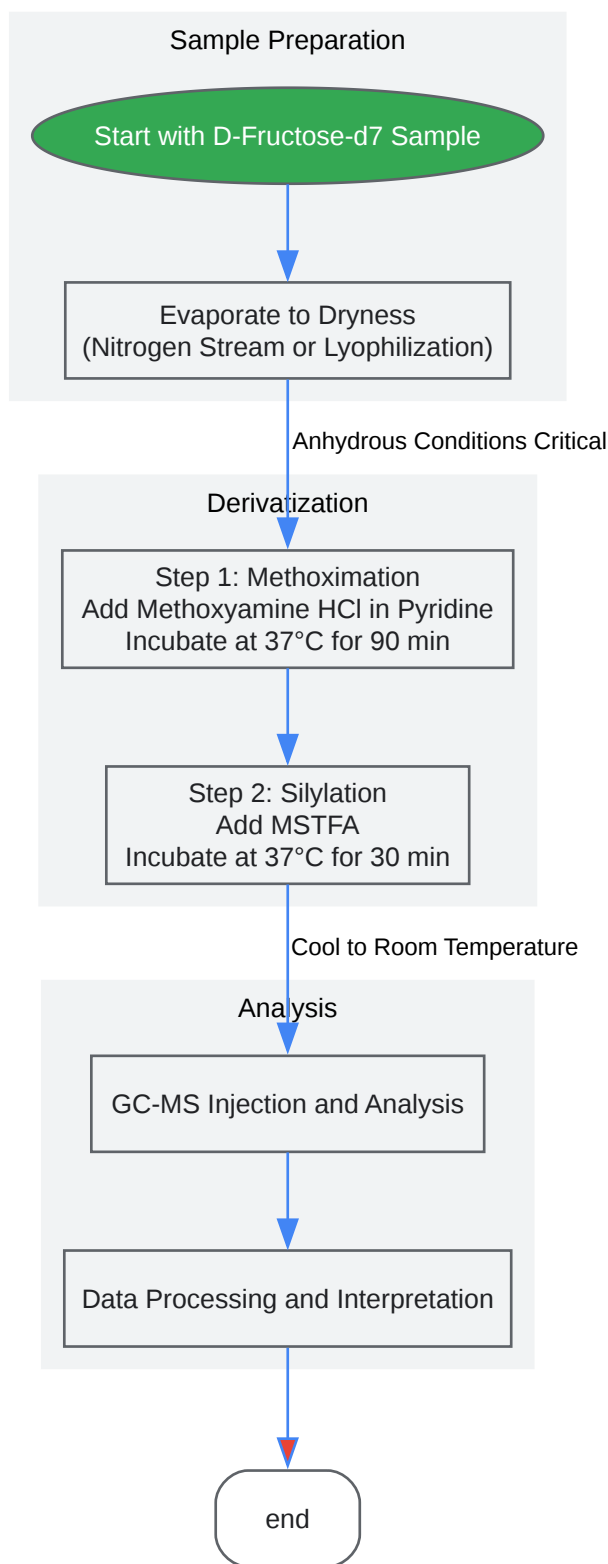 Sample Preparation
Start with D-Fructose-d7 Sample
Evaporate to Dryness
(Nitrogen Stream or Lyophilization)
Anhydrous Conditions Critical
Derivatization
Step 1: Methoximation
Add Methoxyamine HCl in Pyridine
Incubate at 37°C for 90 min
Step 2: Silylation
Add MSTFA
Incubate at 37°C for 30 min
Cool to Room Temperature
Analysis
GC-MS Injection and Analysis
Data Processing and Interpretation
end